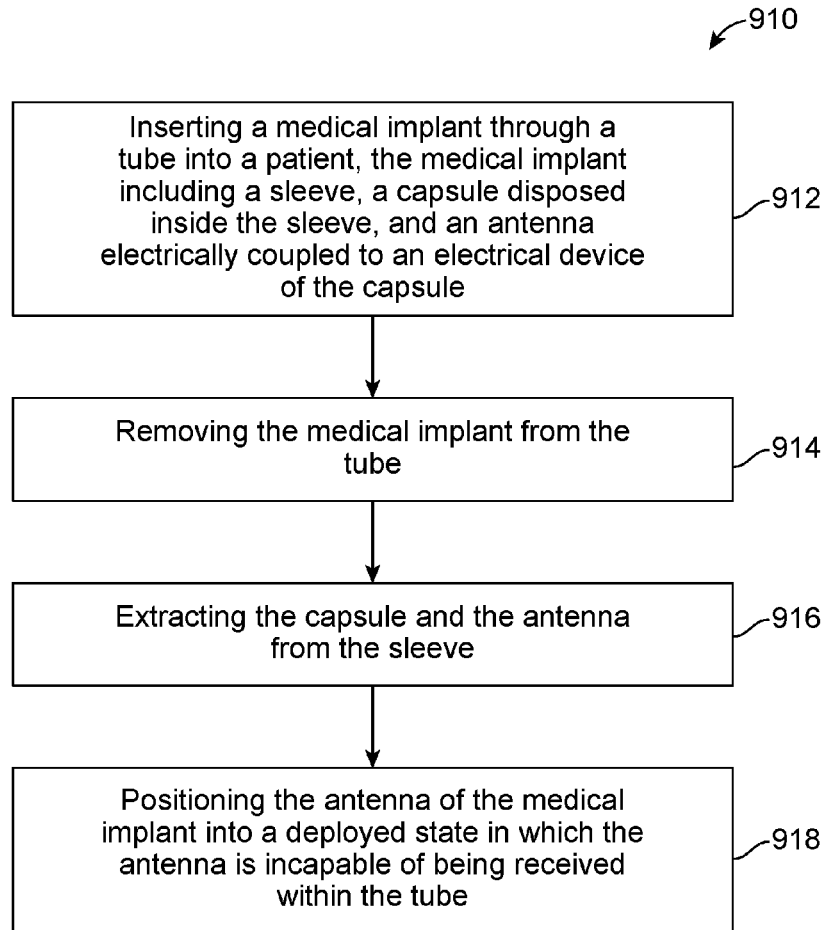 910
Inserting a medical implant through a
tube into a patient, the medical implant
including a sleeve, a capsule disposed
inside the sleeve, and an antenna
electrically coupled to an electrical device
of the capsule
912
Removing the medical implant from the
tube
914
Extracting the capsule and the antenna
from the sleeve
916
Positioning the antenna of the medical
implant into a deployed state in which the
antenna is incapable of being received
within the tube
918